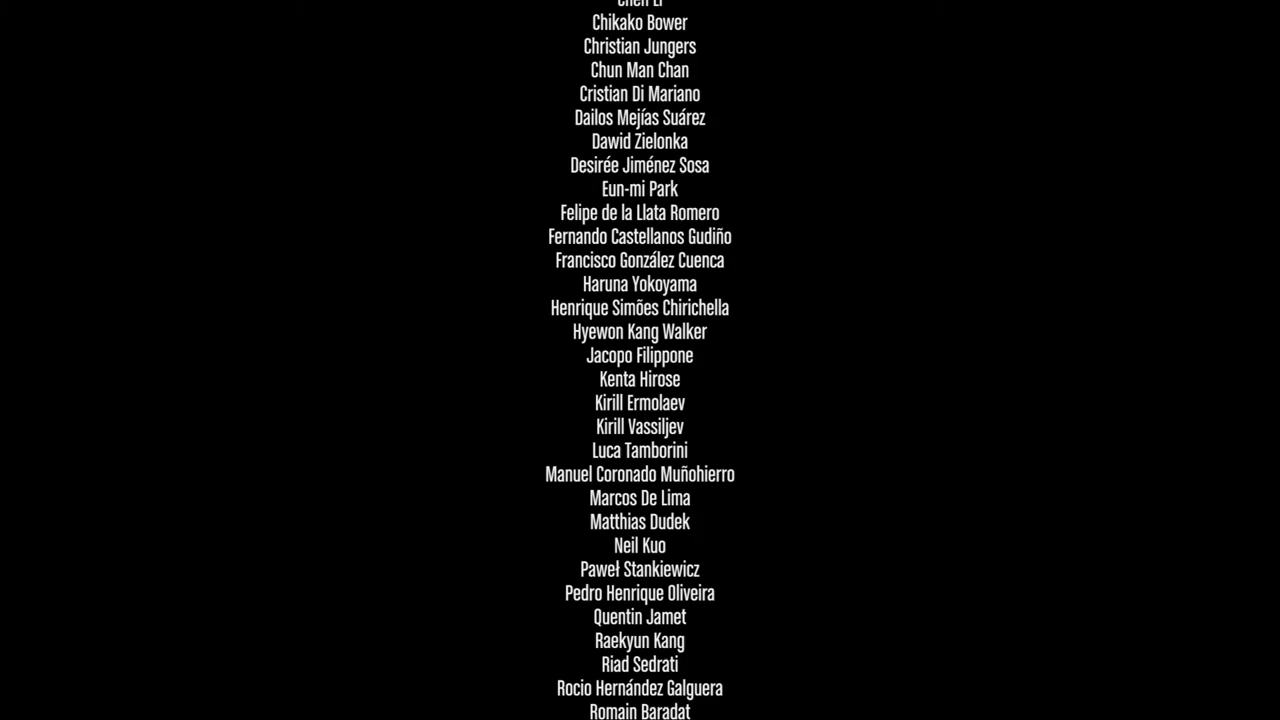 Chen Li
Chikako Bower
Christian Jungers
Chun Man Chan
Cristian Di Mariano
Dailos Mejías Suárez
Dawid Zielonka
Desirée Jiménez Sosa
Eun-mi Park
Felipe de la Llata Romero
Fernando Castellanos Gudiño
Francisco González Cuenca
Haruna Yokoyama
Henrique Simões Chirichella
Hyewon Kang Walker
Jacopo Filippone
Kenta Hirose
Kirill Ermolaev
Kirill Vassiljev
Luca Tamborini
Manuel Coronado Muñohierro
Marcos De Lima
Matthias Dudek
Neil Kuo
Paweł Stankiewicz
Pedro Henrique Oliveira
Quentin Jamet
Raekyun Kang
Riad Sedrati
Rocio Hernández Galguera
Romain Baradat